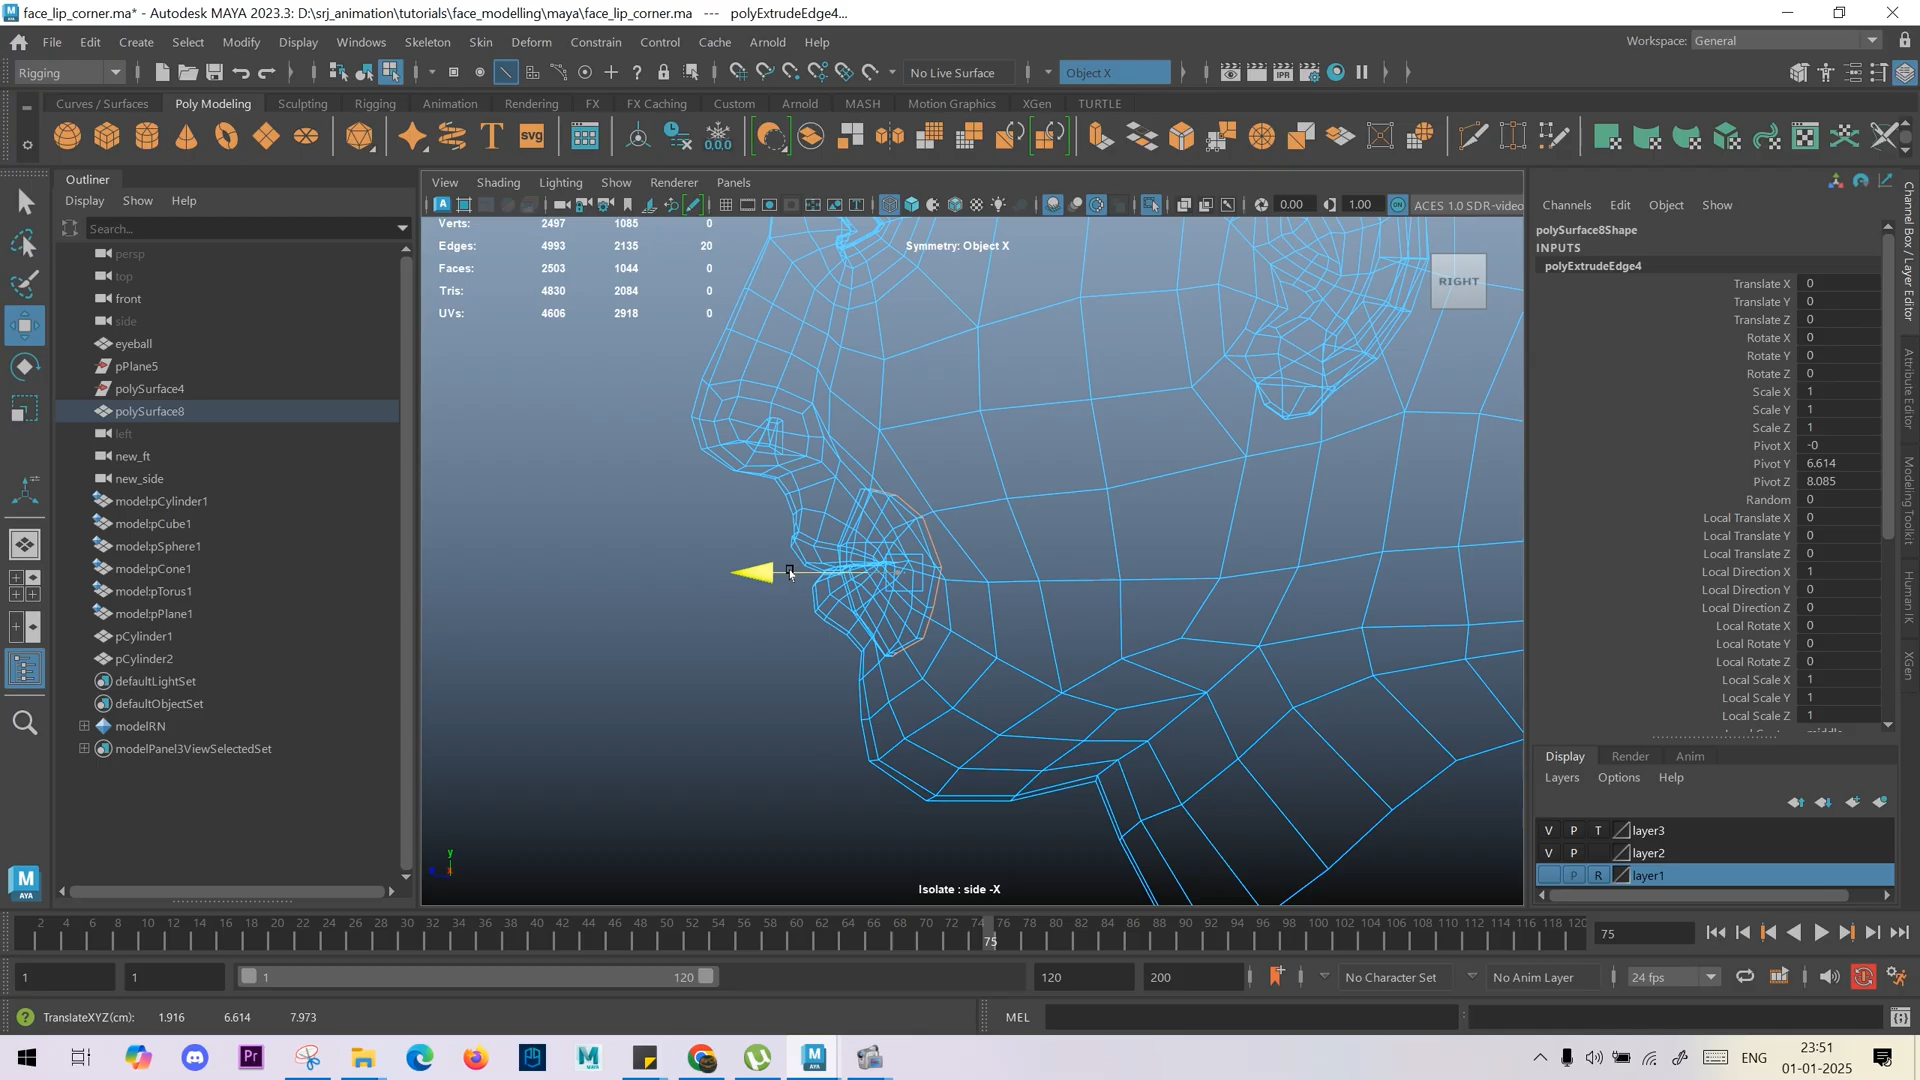 face_lip_corner.ma* - Autodesk MAYA 2023.3: D:\srj_animation\tutorials\face_modelling\maya\face_lip_corner.ma --- polyExtrudeEdge4...
File Edit Create Select Modify Display Windows Skeleton Skin Deform Constrain Control Cache Arnold Help
Workspace: General
Rigging
No Live Surface
Object X
Curves / Surfaces Poly Modeling Sculpting Rigging Animation Rendering FX FX Caching Custom Arnold MASH Motion Graphics XGen TURTLE
T svg 0,0,0
Outliner
Display Show Help
Search...
persp
top
front
side
eyeball
pPlane5
polySurface4
polySurface8
left
new_ft
new_side
model:pCylinder1
model:pCube1
model:pSphere1
model:pCone1
model:pTorus1
model:pPlane1
pCylinder1
pCylinder2
defaultLightSet
defaultObjectSet
modelRN
modelPanel3ViewSelectedSet
View Shading Lighting Show Renderer Panels
0.00 1.00 ACES 1.0 SDR-video
Verts: 2497 1085 0
Edges: 4993 2135 20
Faces: 2503 1044 0
Tris: 4830 2084 0
UVs: 4606 2918 0
Symmetry: Object X
RIGHT
y
Isolate : side -X
Channels Edit Object Show
polySurface8Shape
INPUTS
polyExtrudeEdge4
Translate X 0
Translate Y 0
Translate Z 0
Rotate X 0
Rotate Y 0
Rotate Z 0
Scale X 1
Scale Y 1
Scale Z 1
Pivot X -0
Pivot Y 6.614
Pivot Z 8.085
Random 0
Local Translate X 0
Local Translate Y 0
Local Translate Z 0
Local Direction X 1
Local Direction Y 0
Local Direction Z 0
Local Rotate X 0
Local Rotate Y 0
Local Rotate Z 0
Local Scale X 1
Local Scale Y 1
Local Scale Z 1
Channel Box / Layer Editor
Attribute Editor
Modeling Toolkit
Human IK
XGen
Display Render Anim
Layers Options Help
V P T layer3
V P layer2
P R layer1
2 4 6 8 10 12 14 16 18 20 22 24 26 28 30 32 34 36 38 40 42 44 46 48 50 52 54 56 58 60 62 64 66 68 70 72 74 76 78 80 82 84 86 88 90 92 94 96 98 100 102 104 106 108 110 112 114 116 118 120
75
75
1 1 1 120 120 200 No Character Set No Anim Layer 24 fps
TranslateXYZ(cm): 1.916 6.614 7.973
MEL
ENG
23:51
01-01-2025